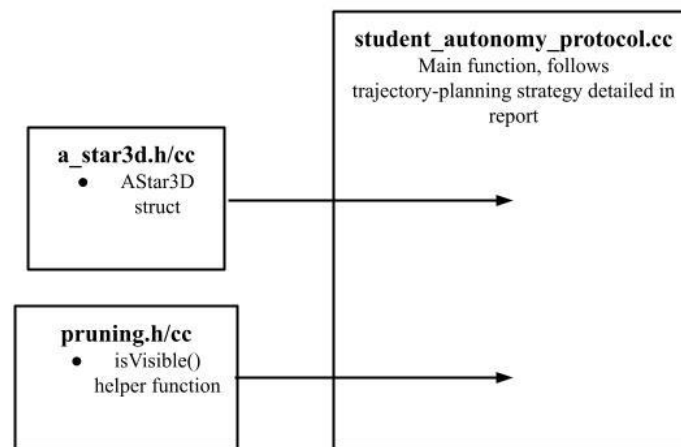 student_autonomy_protocol.cc
Main function, follows
trajectory-planning strategy detailed in
report
a_star3d.h/cc
● AStar3D
struct
pruning.h/cc
● isVisible()
helper function